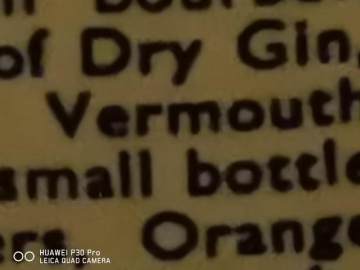 of Dry Gin,
Vermouth
small bottle
Orange
HUAWEI P30 Pro
LEICA QUAD CAMERA